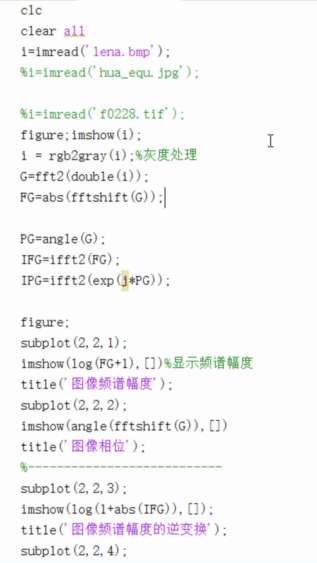 clc
clear all
i=imread('lena.bmp');
%i=imread('hua_equ.jpg');
%i=imread('f0228.tif');
figure;imshow(i);
i = rgb2gray(i);%灰度处理
G=fft2(double(i));
FG=abs(fftshift(G));
PG=angle(G);
IFG=ifft2(FG);
IPG=ifft2(exp(j*PG));
figure;
subplot(2,2,1);
imshow(log(FG+1),[])%显示频谱幅度
title('图像频谱幅度');
subplot(2,2,2);
imshow(angle(fftshift(G)),[])
title('图像相位');
%---------------------------
subplot(2,2,3);
imshow(log(1+abs(IFG)),[]);
title('图像频谱幅度的逆变换');
subplot(2,2,4);